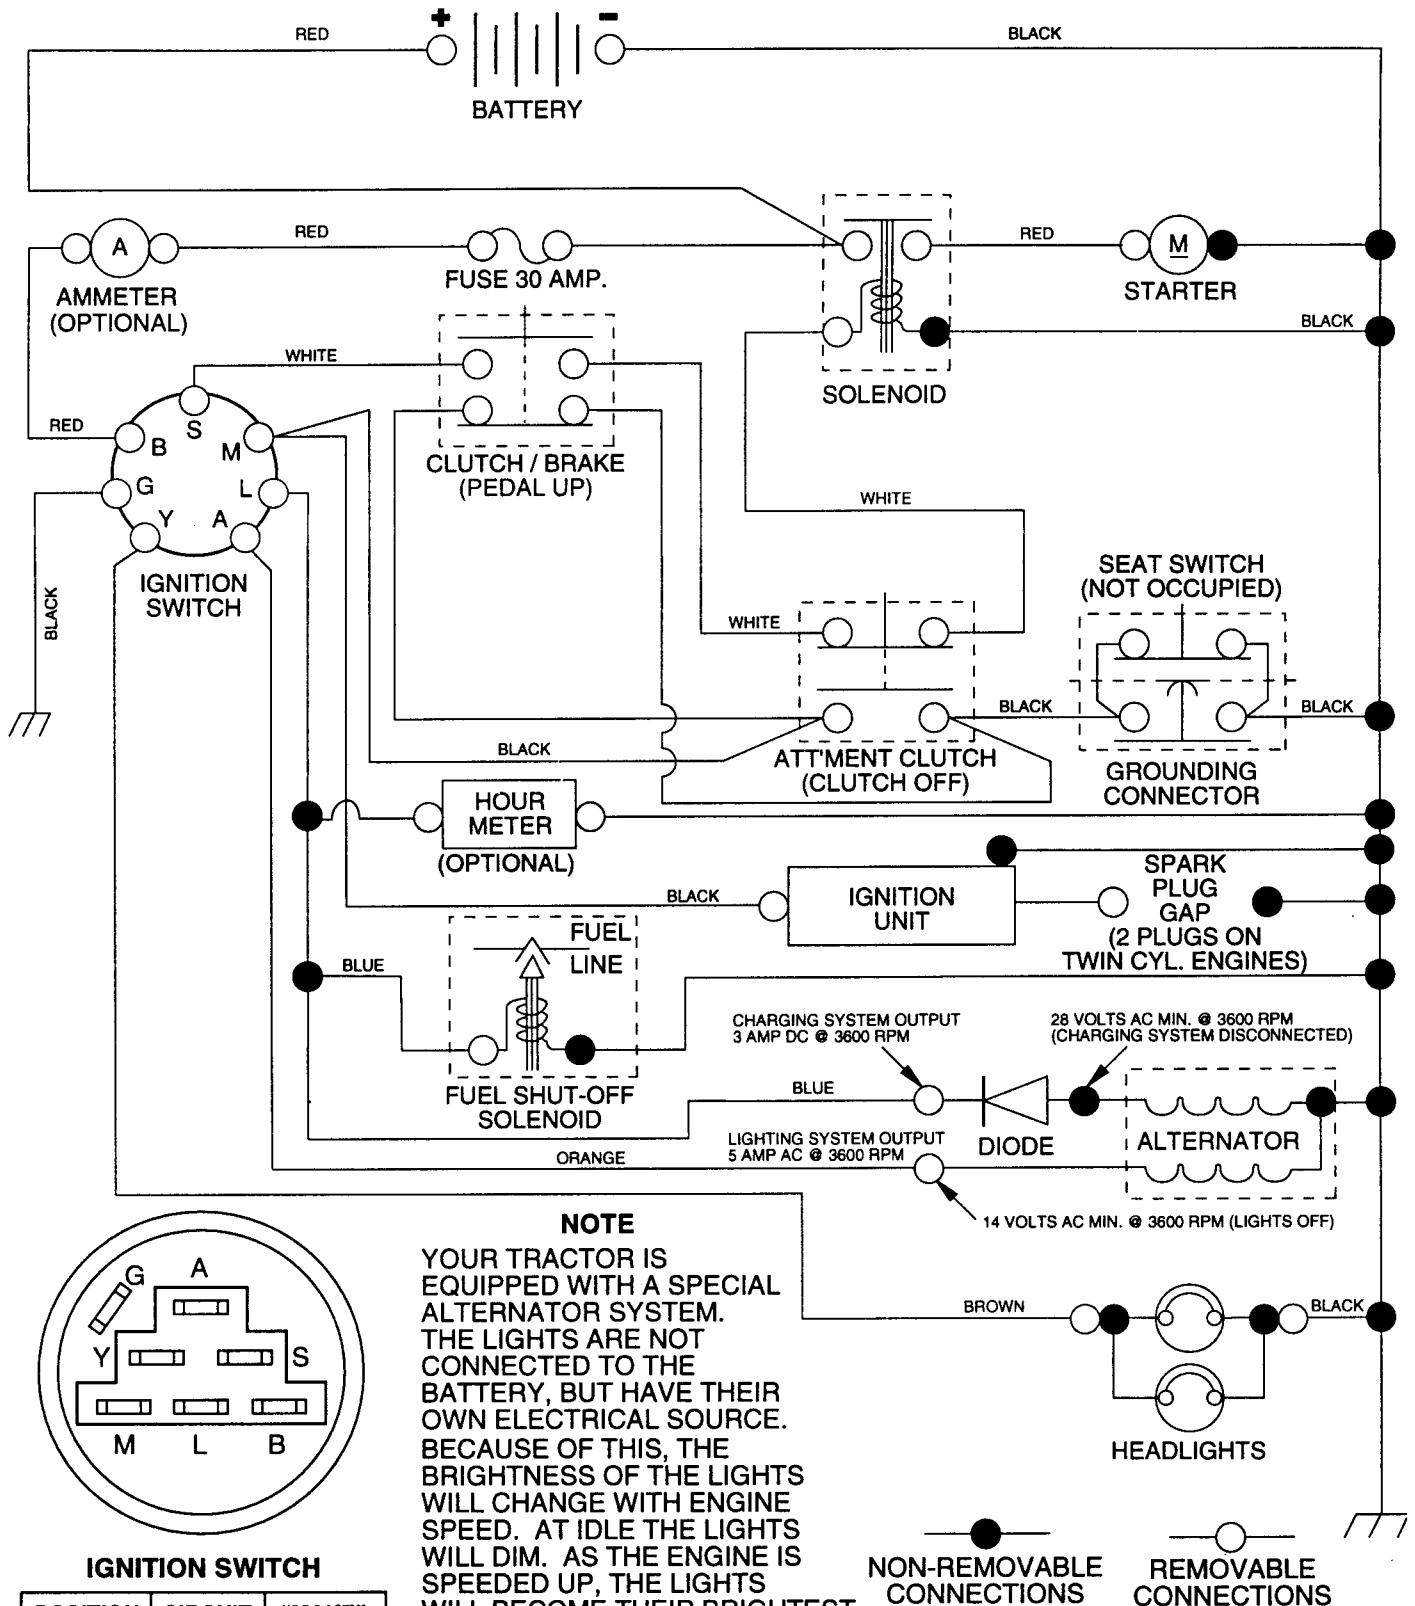 + -
RED
BLACK
BATTERY
A
RED
FUSE 30 AMP.
RED
M
STARTER
AMMETER
(OPTIONAL)
BLACK
SOLENOID
WHITE
RED
B
S
M
G
L
Y
A
IGNITION
SWITCH
BLACK
CLUTCH / BRAKE
(PEDAL UP)
WHITE
SEAT SWITCH
(NOT OCCUPIED)
WHITE
BLACK
BLACK
BLACK
ATT'MENT CLUTCH
(CLUTCH OFF)
GROUNDING
CONNECTOR
HOUR
METER
(OPTIONAL)
BLACK
IGNITION
UNIT
SPARK
PLUG
GAP
(2 PLUGS ON
TWIN CYL. ENGINES)
BLUE
FUEL
LINE
FUEL SHUT-OFF
SOLENOID
CHARGING SYSTEM OUTPUT
3 AMP DC @ 3600 RPM
28 VOLTS AC MIN. @ 3600 RPM
(CHARGING SYSTEM DISCONNECTED)
BLUE
DIODE
ALTERNATOR
LIGHTING SYSTEM OUTPUT
5 AMP AC @ 3600 RPM
ORANGE
14 VOLTS AC MIN. @ 3600 RPM (LIGHTS OFF)
BROWN
BLACK
HEADLIGHTS
G
A
Y
S
M L B
IGNITION SWITCH
NOTE
YOUR TRACTOR IS
EQUIPPED WITH A SPECIAL
ALTERNATOR SYSTEM.
THE LIGHTS ARE NOT
CONNECTED TO THE
BATTERY, BUT HAVE THEIR
OWN ELECTRICAL SOURCE.
BECAUSE OF THIS, THE
BRIGHTNESS OF THE LIGHTS
WILL CHANGE WITH ENGINE
SPEED. AT IDLE THE LIGHTS
WILL DIM. AS THE ENGINE IS
SPEEDED UP, THE LIGHTS
WILL BECOME THEIR BRIGHTEST
NON-REMOVABLE
CONNECTIONS
REMOVABLE
CONNECTIONS
POSITION CIRCUIT